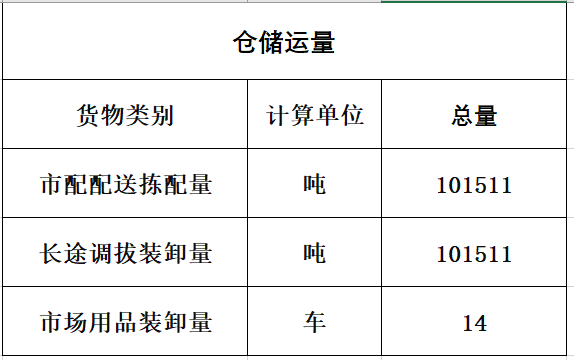 仓储运量
货物类别 计算单位 总量
市配配送拣配量 吨 101511
长途调拔装卸量 吨 101511
市场用品装卸量 车 14